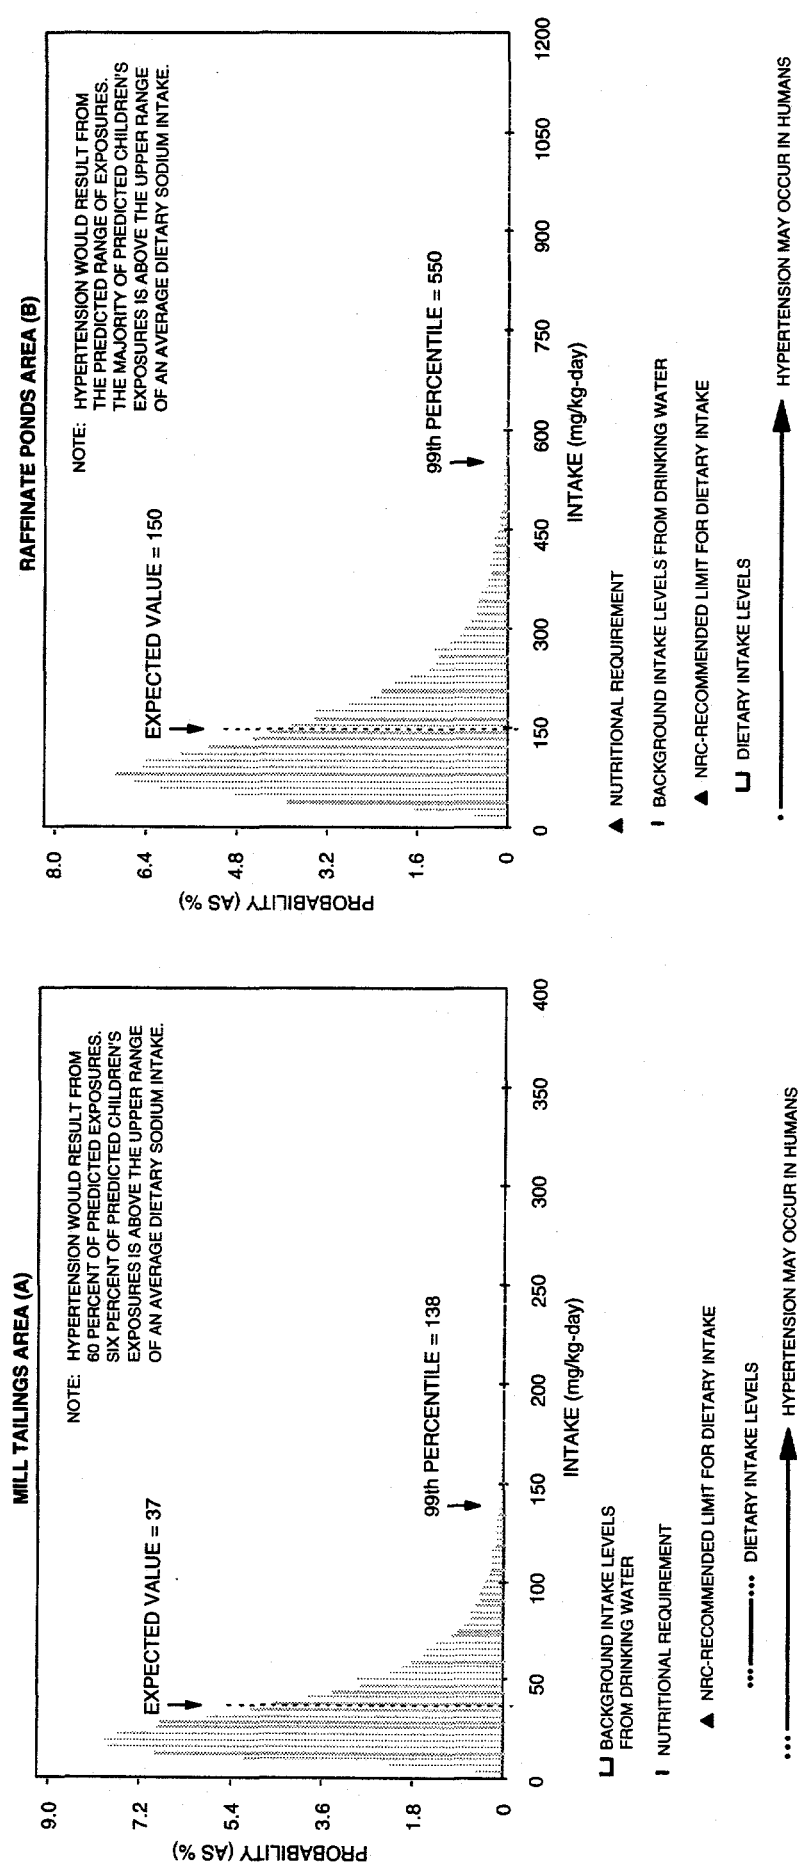 MILL TAILINGS AREA (A)
NOTE: HYPERTENSION WOULD RESULT FROM
60 PERCENT OF PREDICTED EXPOSURES.
SIX PERCENT OF PREDICTED CHILDREN'S
EXPOSURES IS ABOVE THE UPPER RANGE
OF AN AVERAGE DIETARY SODIUM INTAKE.
EXPECTED VALUE = 37
99th PERCENTILE = 138
PROBABILITY (AS %)
9.0
7.2
5.4
3.6
1.8
0
0 50 100 150 200 250 300 350 400
INTAKE (mg/kg-day)
BACKGROUND INTAKE LEVELS
FROM DRINKING WATER
NUTRITIONAL REQUIREMENT
NRC-RECOMMENDED LIMIT FOR DIETARY INTAKE
DIETARY INTAKE LEVELS
HYPERTENSION MAY OCCUR IN HUMANS
RAFFINATE PONDS AREA (B)
NOTE: HYPERTENSION WOULD RESULT FROM
THE PREDICTED RANGE OF EXPOSURES.
THE MAJORITY OF PREDICTED CHILDREN'S
EXPOSURES IS ABOVE THE UPPER RANGE
OF AN AVERAGE DIETARY SODIUM INTAKE.
EXPECTED VALUE = 150
99th PERCENTILE = 550
PROBABILITY (AS %)
8.0
6.4
4.8
3.2
1.6
0
0 150 300 450 600 750 900 1050 1200
INTAKE (mg/kg-day)
NUTRITIONAL REQUIREMENT
BACKGROUND INTAKE LEVELS FROM DRINKING WATER
NRC-RECOMMENDED LIMIT FOR DIETARY INTAKE
DIETARY INTAKE LEVELS
HYPERTENSION MAY OCCUR IN HUMANS